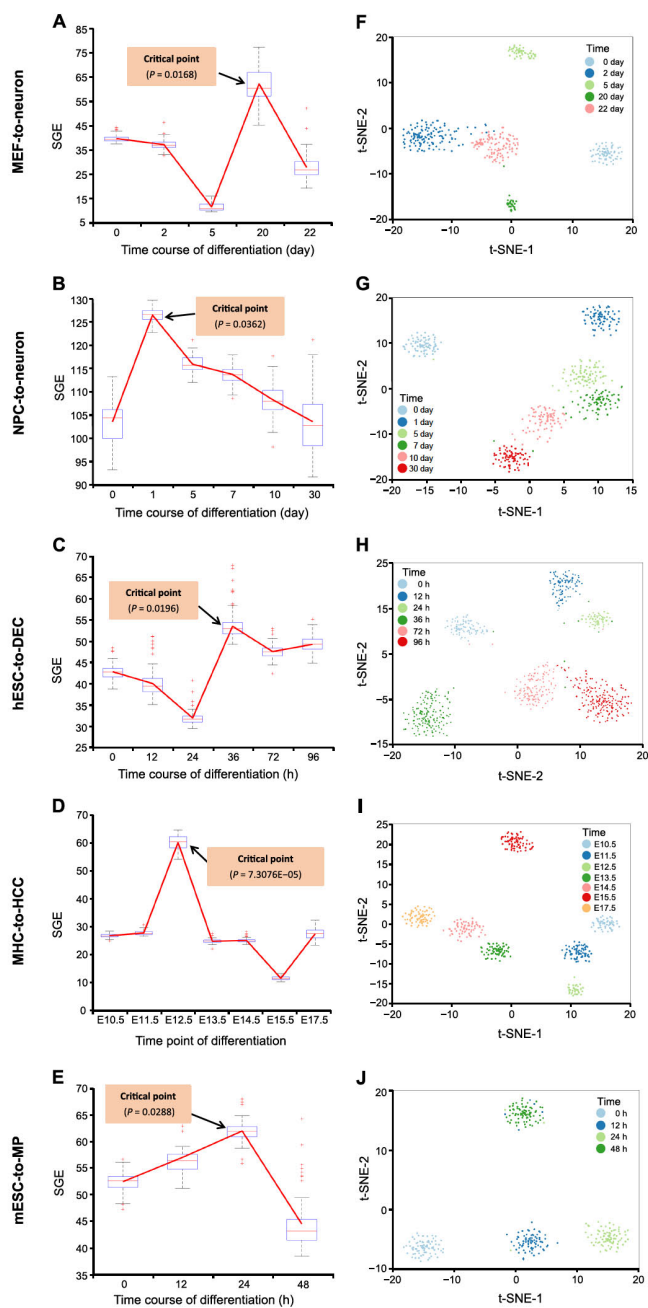 A
MEF-to-neuron
SGE
85
75
65
55
45
35
25
15
5
Critical point
(P = 0.0168)
0 2 5 20 22
Time course of differentiation (day)
F
t-SNE-2
20
10
0
−10
−20
Time
0 day
2 day
5 day
20 day
22 day
−20 −10 0 10 20
t-SNE-1
B
NPC-to-neuron
SGE
130
125
120
115
110
105
100
95
90
Critical point
(P = 0.0362)
0 1 5 7 10 30
Time course of differentiation (day)
G
t-SNE-2
20
10
0
−10
−20
Time
0 day
1 day
5 day
7 day
10 day
30 day
−20 −15 −10 −5 0 5 10 15
t-SNE-1
C
hESC-to-DEC
SGE
70
65
60
55
50
45
40
35
30
25
Critical point
(P = 0.0196)
0 12 24 36 72 96
Time course of differentiation (h)
H
t-SNE-2
25
15
5
−5
−15
Time
0 h
12 h
24 h
36 h
72 h
96 h
−20 −10 0 10 20
t-SNE-2
D
MHC-to-HCC
SGE
70
60
50
40
30
20
10
0
Critical point
(P = 7.3076E−05)
E10.5 E11.5 E12.5 E13.5 E14.5 E15.5 E17.5
Time point of differentiation
I
t-SNE-2
25
20
15
10
5
0
−5
−10
−15
−20
Time
E10.5
E11.5
E12.5
E13.5
E14.5
E15.5
E17.5
−20 −10 0 10 20
t-SNE-1
E
mESC-to-MP
SGE
75
70
65
60
55
50
45
40
35
Critical point
(P = 0.0288)
0 12 24 48
Time course of differentiation (h)
J
t-SNE-2
20
10
0
−10
Time
0 h
12 h
24 h
48 h
−20 −10 0 10 20
t-SNE-1